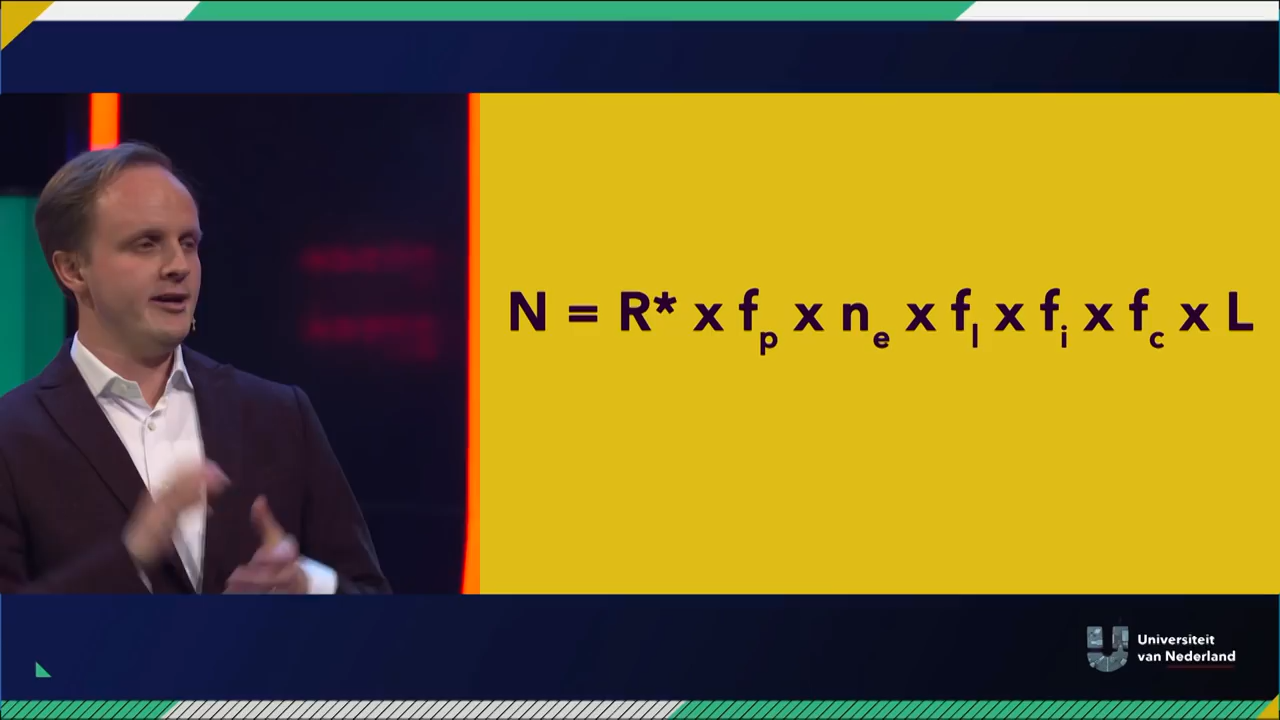 N = R* x fp x ne x fl x fi x fc x L
Universiteit
van Nederland